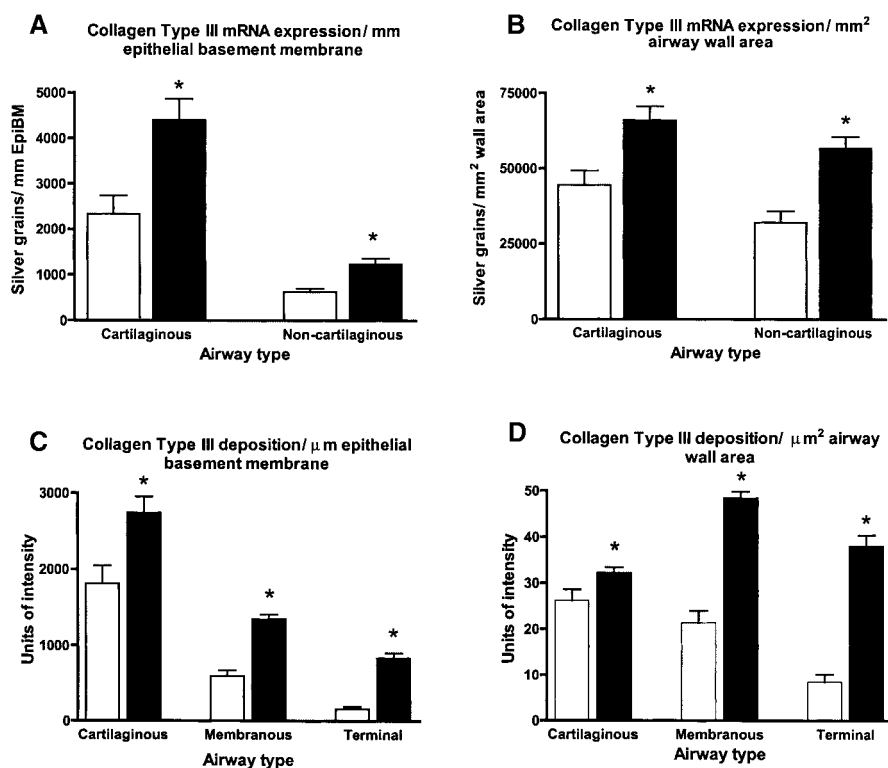 A
Collagen Type III mRNA expression/ mm
epithelial basement membrane
Silver grains/ mm EpiBM
5000
4000
3000
2000
1000
0
*
*
Cartilaginous
Non-cartilaginous
Airway type
B
Collagen Type III mRNA expression/ mm²
airway wall area
Silver grains/ mm² wall area
75000
50000
25000
0
*
*
Cartilaginous
Non-cartilaginous
Airway type
C
Collagen Type III deposition/ μm epithelial
basement membrane
Units of intensity
3000
2000
1000
0
*
*
*
Cartilaginous
Membranous
Terminal
Airway type
D
Collagen Type III deposition/ μm² airway
wall area
Units of intensity
50
40
30
20
10
0
*
*
*
Cartilaginous
Membranous
Terminal
Airway type